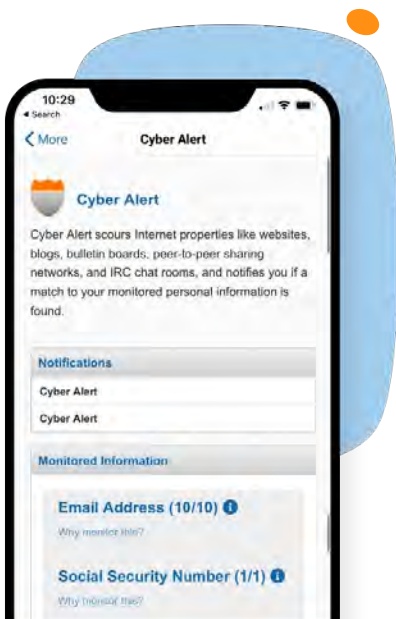 10:29
Search
More
Cyber Alert
Cyber Alert
Cyber Alert scours Internet properties like websites,
blogs, bulletin boards, peer-to-peer sharing
networks, and IRC chat rooms, and notifies you if a
match to your monitored personal information is
found.
Notifications
Cyber Alert
Cyber Alert
Monitored Information
Email Address (10/10)
Why monitor this?
Social Security Number (1/1)
Why monitor this?